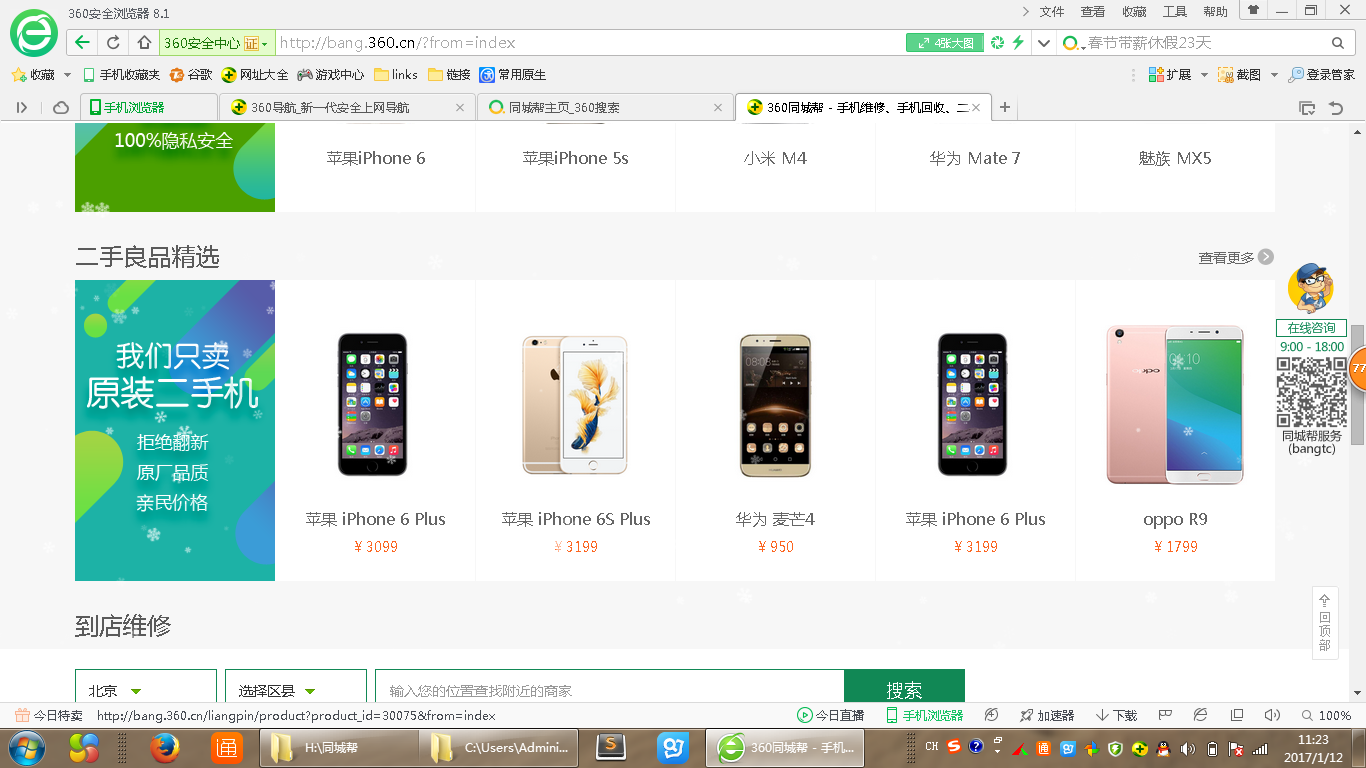 360安全浏览器 8.1
文件 查看 收藏 工具 帮助
360安全中心 证 http://bang.360.cn/?from=index 4张大图 春节带薪休假23天
收藏 手机收藏夹 谷歌 网址大全 游戏中心 links 链接 常用原生 扩展 截图 登录管家
手机浏览器 360导航_新一代安全上网导航 同城帮主页_360搜索 360同城帮 - 手机维修、手机回收、二
100%隐私安全
苹果iPhone 6 苹果iPhone 5s 小米 M4 华为 Mate 7 魅族 MX5
二手良品精选 查看更多
我们只卖
原装二手机
拒绝翻新
原厂品质
亲民价格
苹果 iPhone 6 Plus 苹果 iPhone 6S Plus 华为 麦芒4 苹果 iPhone 6 Plus oppo R9
¥ 3099 ¥ 3199 ¥ 950 ¥ 3199 ¥ 1799
在线咨询
9:00 - 18:00
77
同城帮服务
(bangtc)
回
顶
部
到店维修
北京 选择区县 输入您的位置查找附近的商家 搜索
今日特卖 http://bang.360.cn/liangpin/product?product_id=30075&from=index 今日直播 手机浏览器 加速器 下载 100%
H:\同城帮 C:\Users\Admini... 360同城帮 - 手机... CH 11:23
2017/1/12